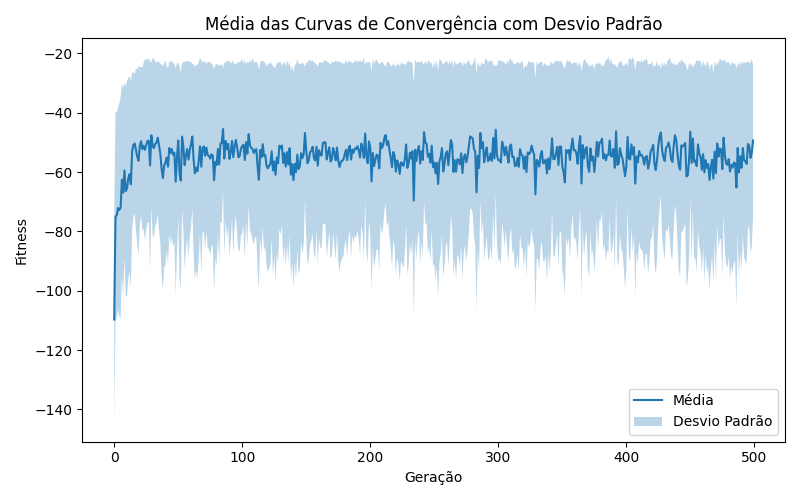 Média das Curvas de Convergência com Desvio Padrão
−20
−40
−60
−80
−100
−120
−140
Fitness
0 100 200 300 400 500
Geração
Média
Desvio Padrão